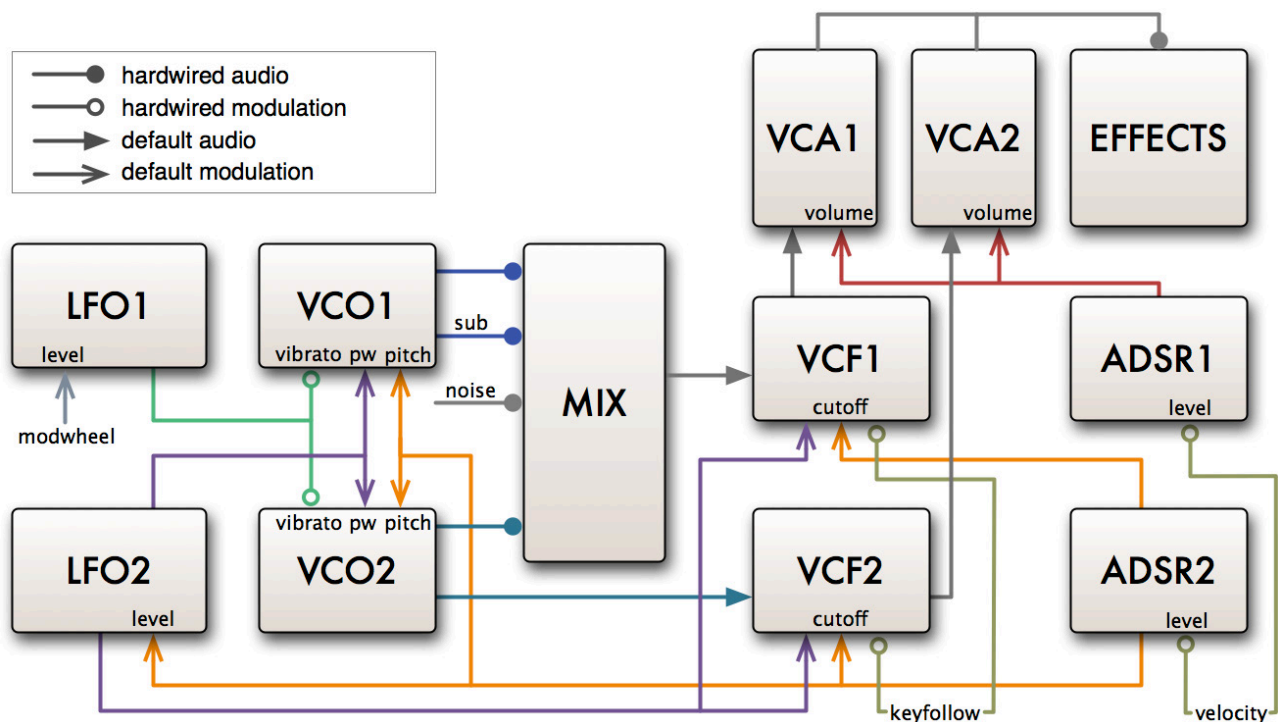 hardwired audio
hardwired modulation
default audio
default modulation
VCA1
volume
VCA2
volume
EFFECTS
LFO1
level
modwheel
VCO1
vibrato pw pitch
sub
noise
MIX
VCF1
cutoff
ADSR1
level
LFO2
level
vibrato pw pitch
VCO2
VCF2
cutoff
ADSR2
level
keyfollow
velocity